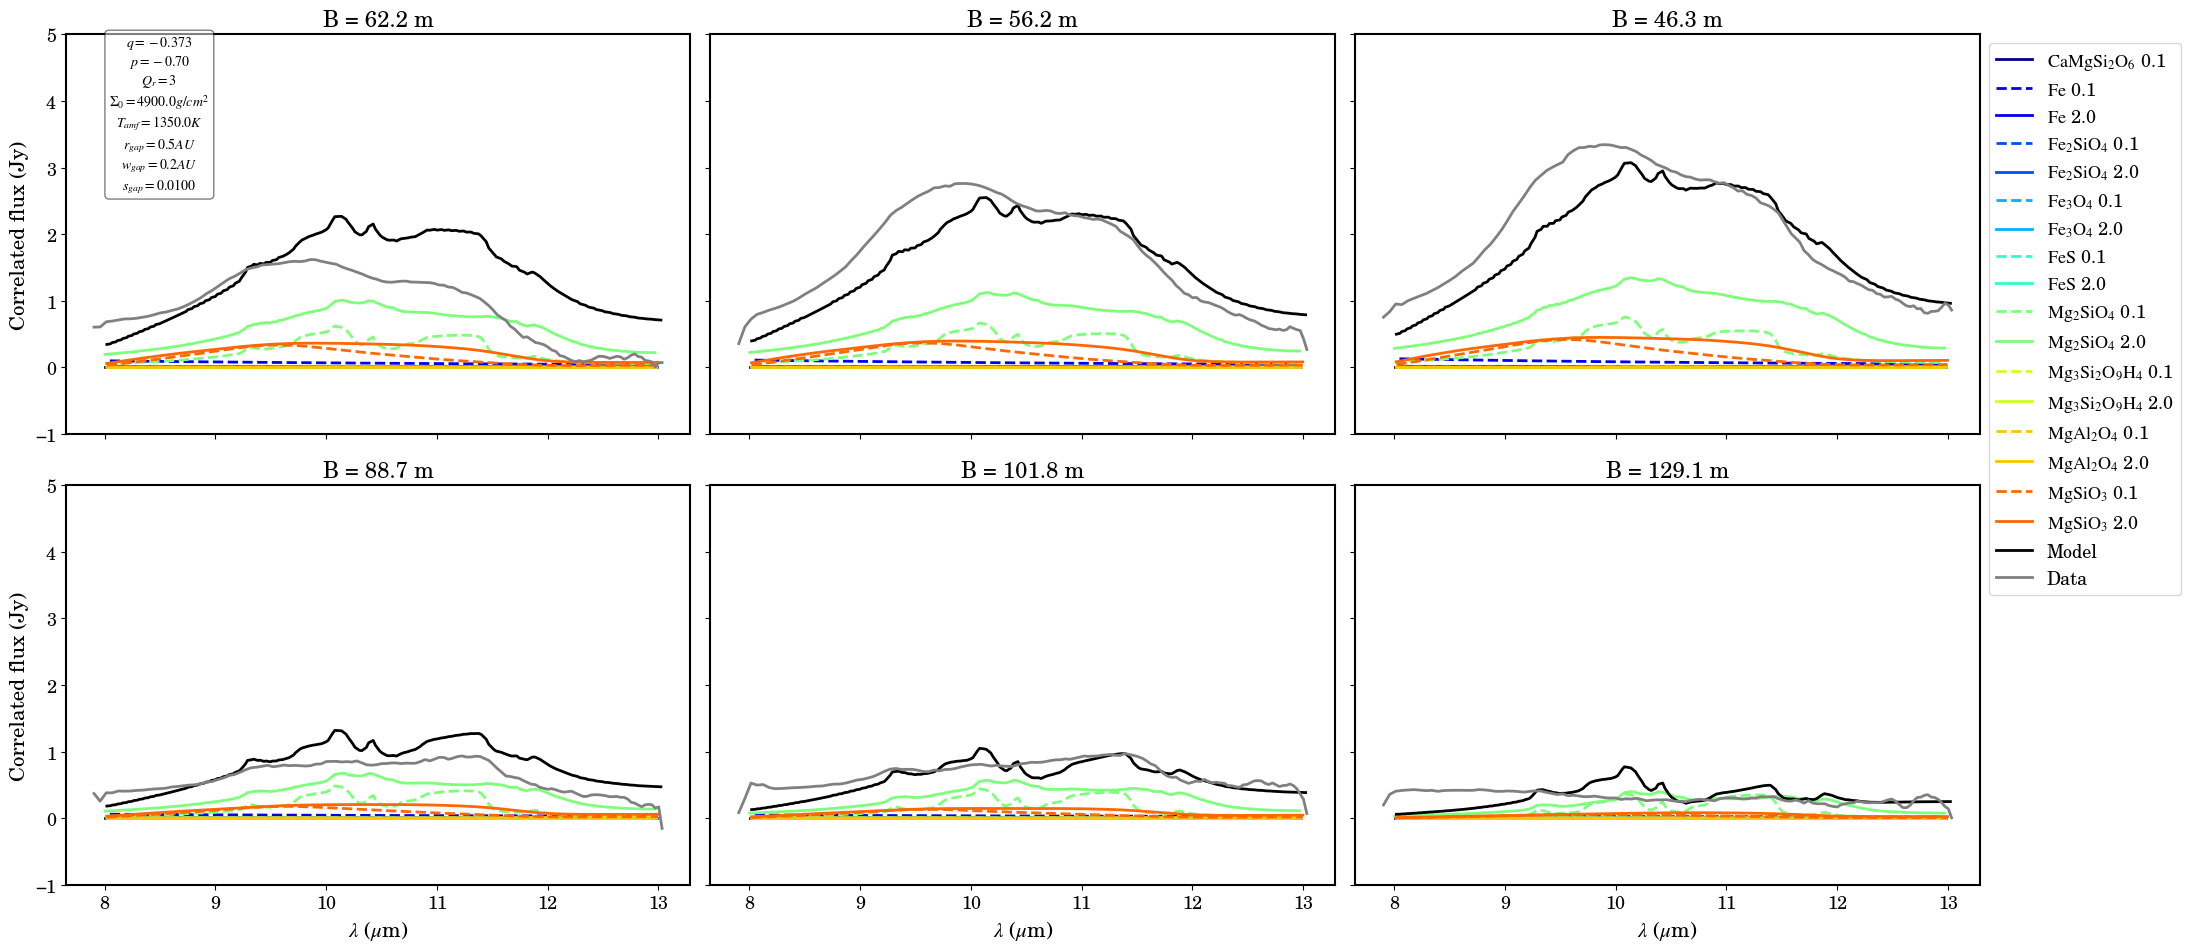 B = 62.2 m
B = 56.2 m
B = 46.3 m
Correlated flux (Jy)
5
4
3
2
1
0
−1
q = −0.373
p = −0.70
Qᵣ = 3
Σ₀ = 4900.0g/cm²
T_amf = 1350.0K
r_gap = 0.5AU
w_gap = 0.2AU
s_gap = 0.0100
CaMgSi₂O₆ 0.1
Fe 0.1
Fe 2.0
Fe₂SiO₄ 0.1
Fe₂SiO₄ 2.0
Fe₃O₄ 0.1
Fe₃O₄ 2.0
FeS 0.1
FeS 2.0
Mg₂SiO₄ 0.1
Mg₂SiO₄ 2.0
Mg₃Si₂O₉H₄ 0.1
Mg₃Si₂O₉H₄ 2.0
MgAl₂O₄ 0.1
MgAl₂O₄ 2.0
MgSiO₃ 0.1
MgSiO₃ 2.0
Model
Data
B = 88.7 m
B = 101.8 m
B = 129.1 m
Correlated flux (Jy)
5
4
3
2
1
0
−1
8 9 10 11 12 13
8 9 10 11 12 13
8 9 10 11 12 13
λ (μm)
λ (μm)
λ (μm)